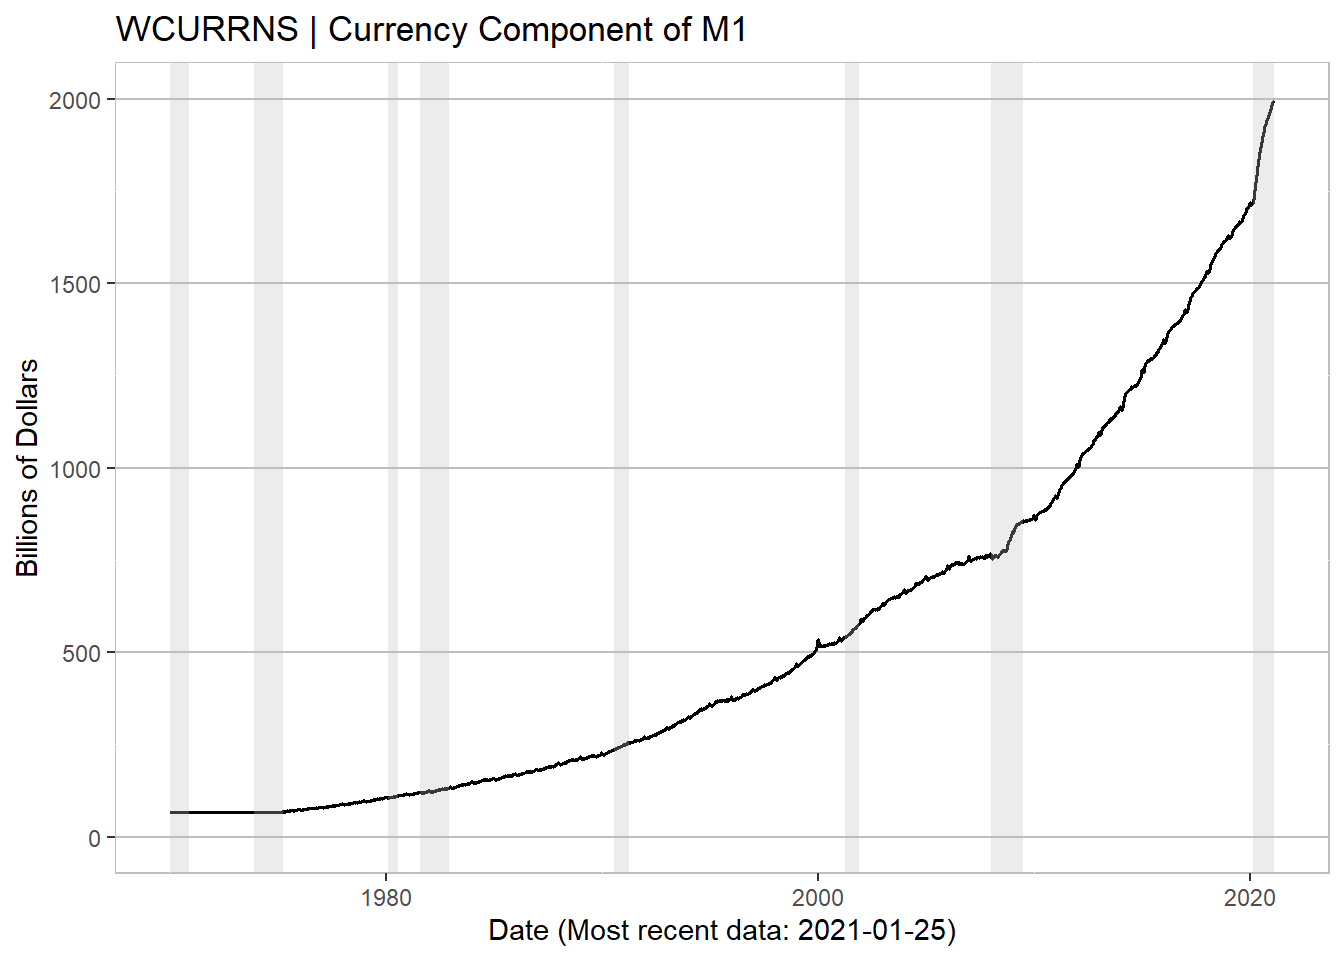 WCURRNS | Currency Component of M1
Billions of Dollars
2000
1500
1000
500
0
1980
2000
2020
Date (Most recent data: 2021-01-25)